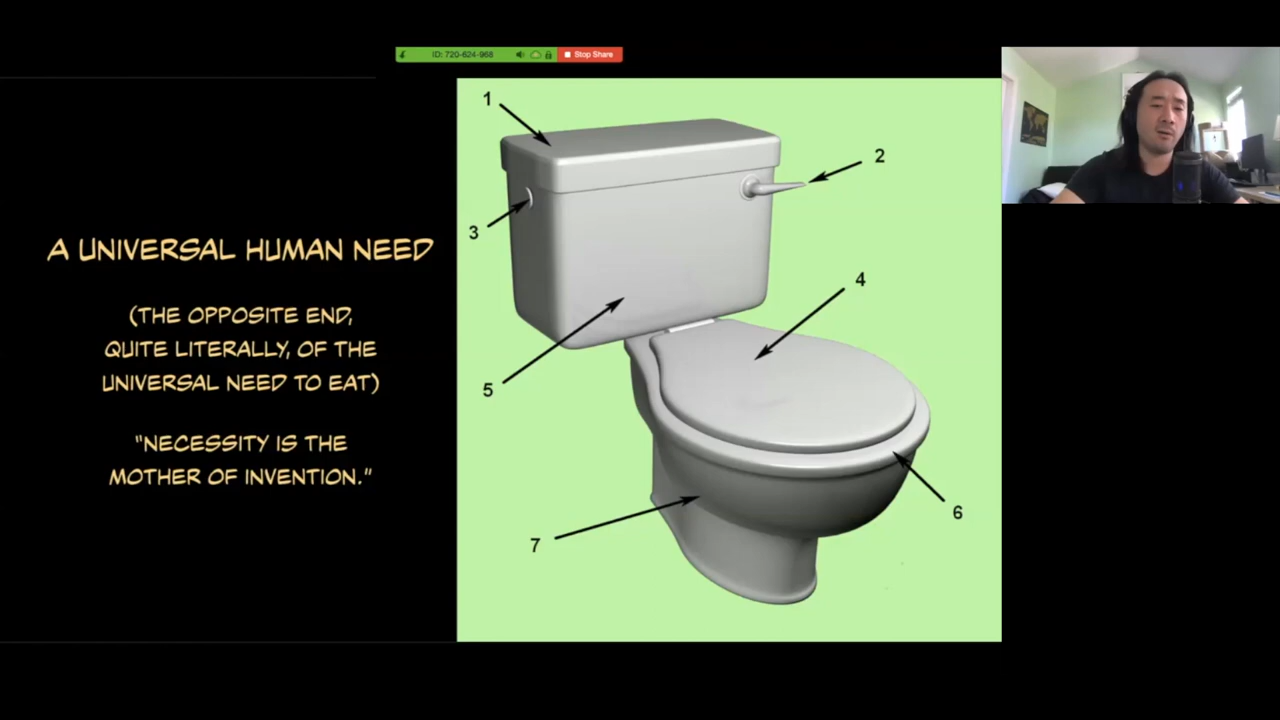 ID: 720-624-968
Stop Share
A UNIVERSAL HUMAN NEED
(THE OPPOSITE END,
QUITE LITERALLY, OF THE
UNIVERSAL NEED TO EAT)
"NECESSITY IS THE
MOTHER OF INVENTION."
1
2
3
4
5
6
7